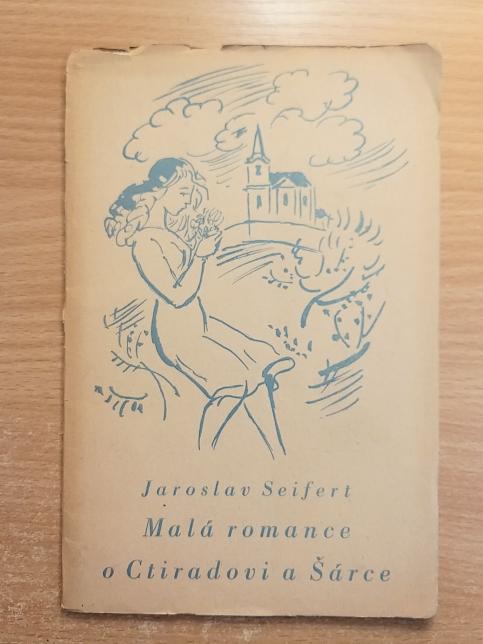 Jaroslav Seifert
Malá romance
o Ctiradovi a Šárce